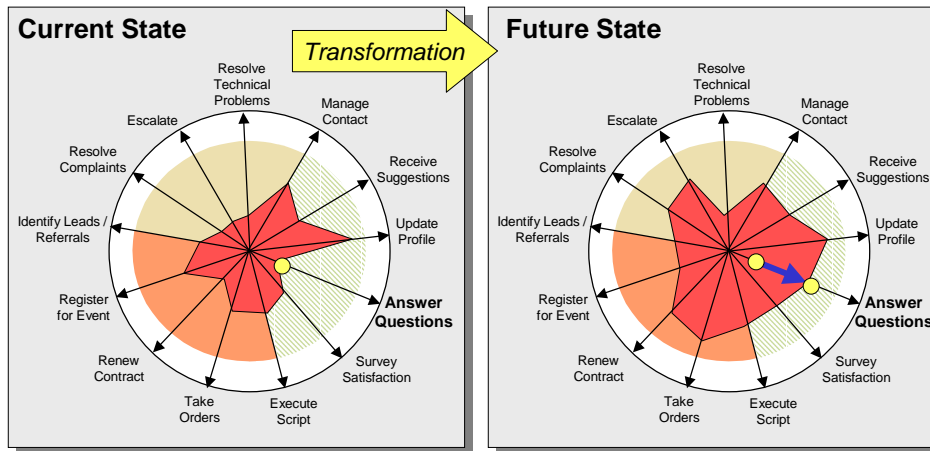 Current State
Transformation
Future State
Resolve
Technical
Problems
Manage
Contact
Receive
Suggestions
Update
Profile
Answer
Questions
Survey
Satisfaction
Execute
Script
Take
Orders
Renew
Contract
Register
for Event
Identify Leads /
Referrals
Resolve
Complaints
Escalate
Resolve
Technical
Problems
Manage
Contact
Receive
Suggestions
Update
Profile
Answer
Questions
Survey
Satisfaction
Execute
Script
Take
Orders
Renew
Contract
Register
for Event
Identify Leads /
Referrals
Resolve
Complaints
Escalate